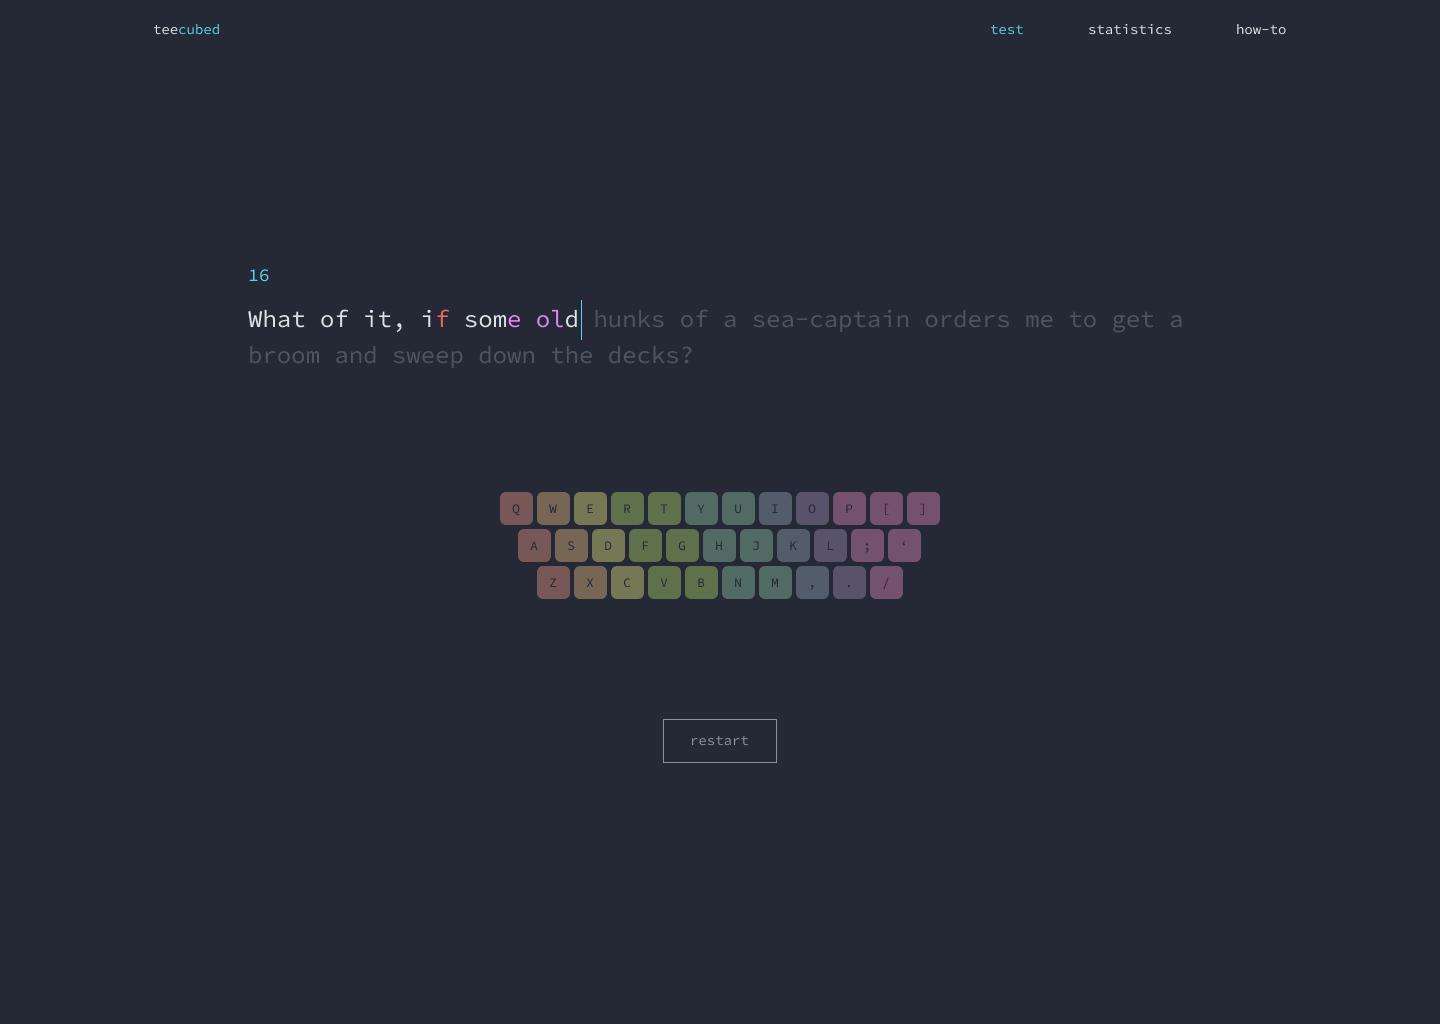 teecubed test statistics how-to
16
What of it, if some old hunks of a sea-captain orders me to get a
broom and sweep down the decks?
Q W E R T Y U I O P [ ]
A S D F G H J K L ; ‘
Z X C V B N M , . /
restart